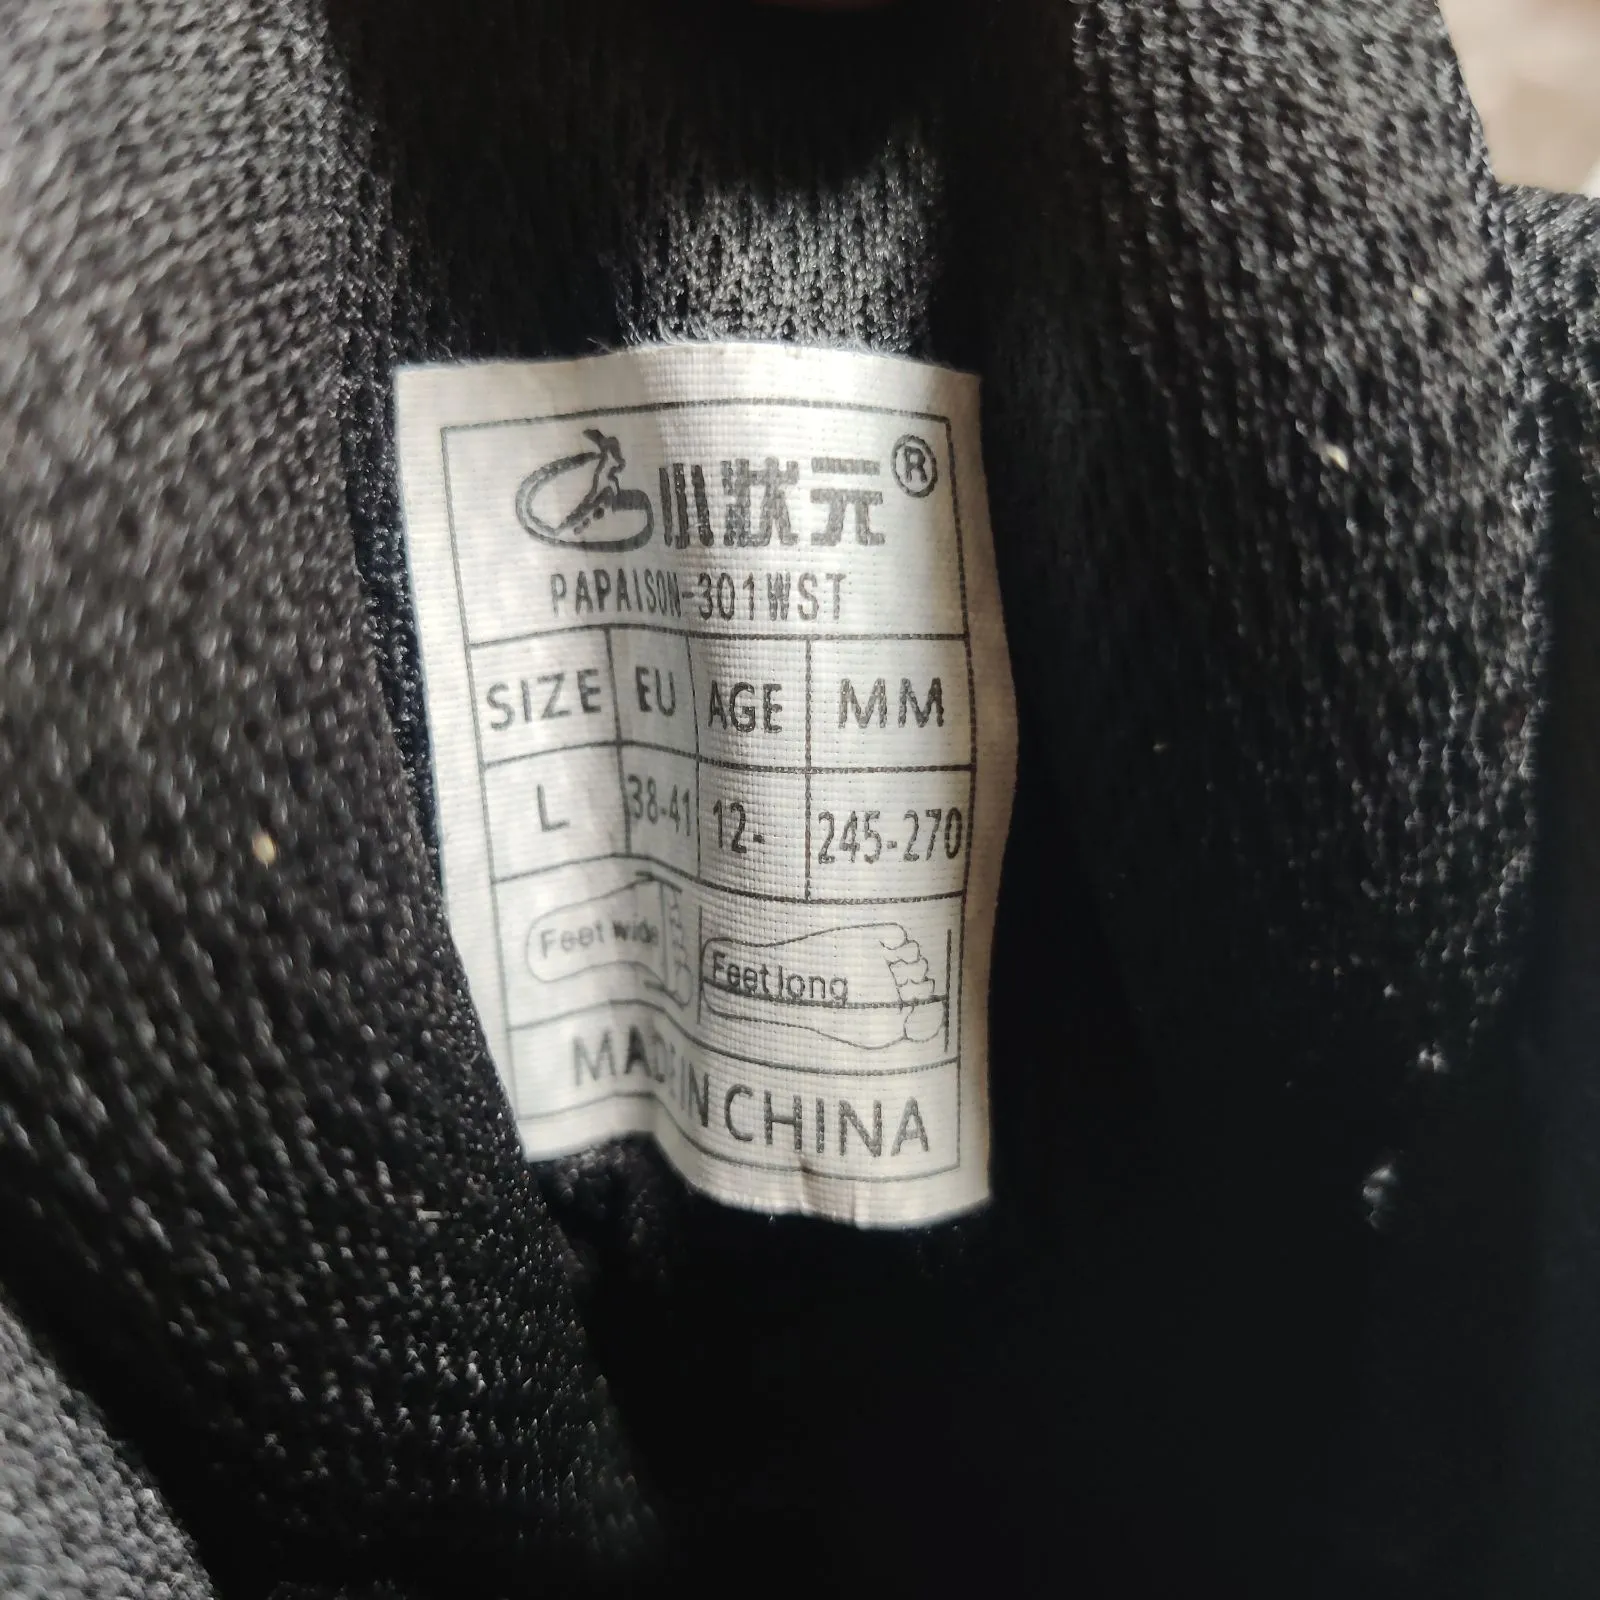 小状元®
PAPAISON-301WST
SIZE EU AGE MM
L 38-41 12- 245-270
Feet wide Feet long
MADE IN CHINA